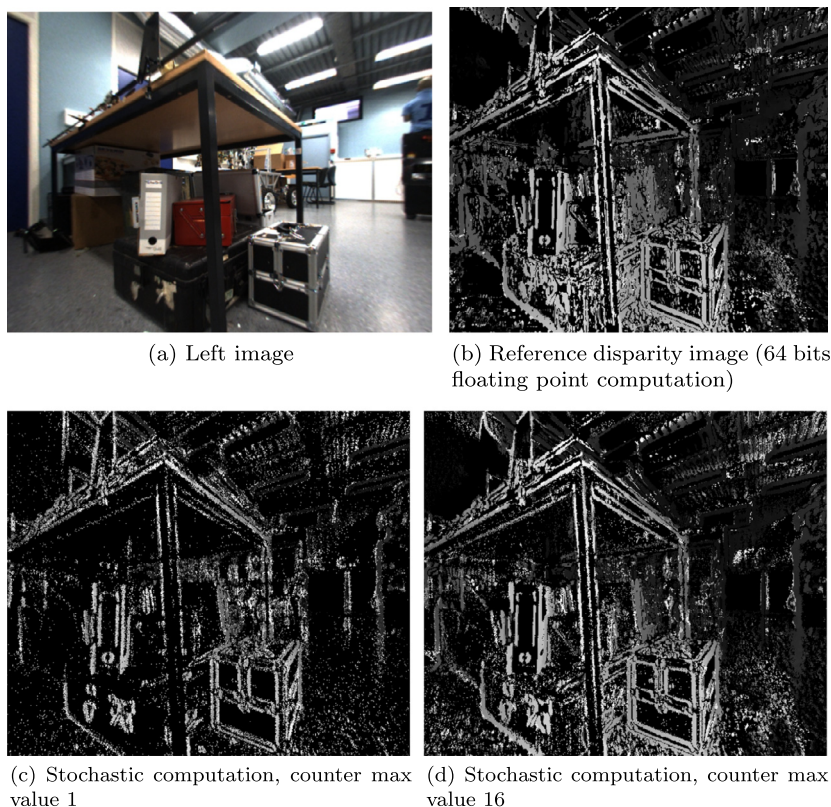 (a) Left image
(b) Reference disparity image (64 bits
floating point computation)
(c) Stochastic computation, counter max
value 1
(d) Stochastic computation, counter max
value 16